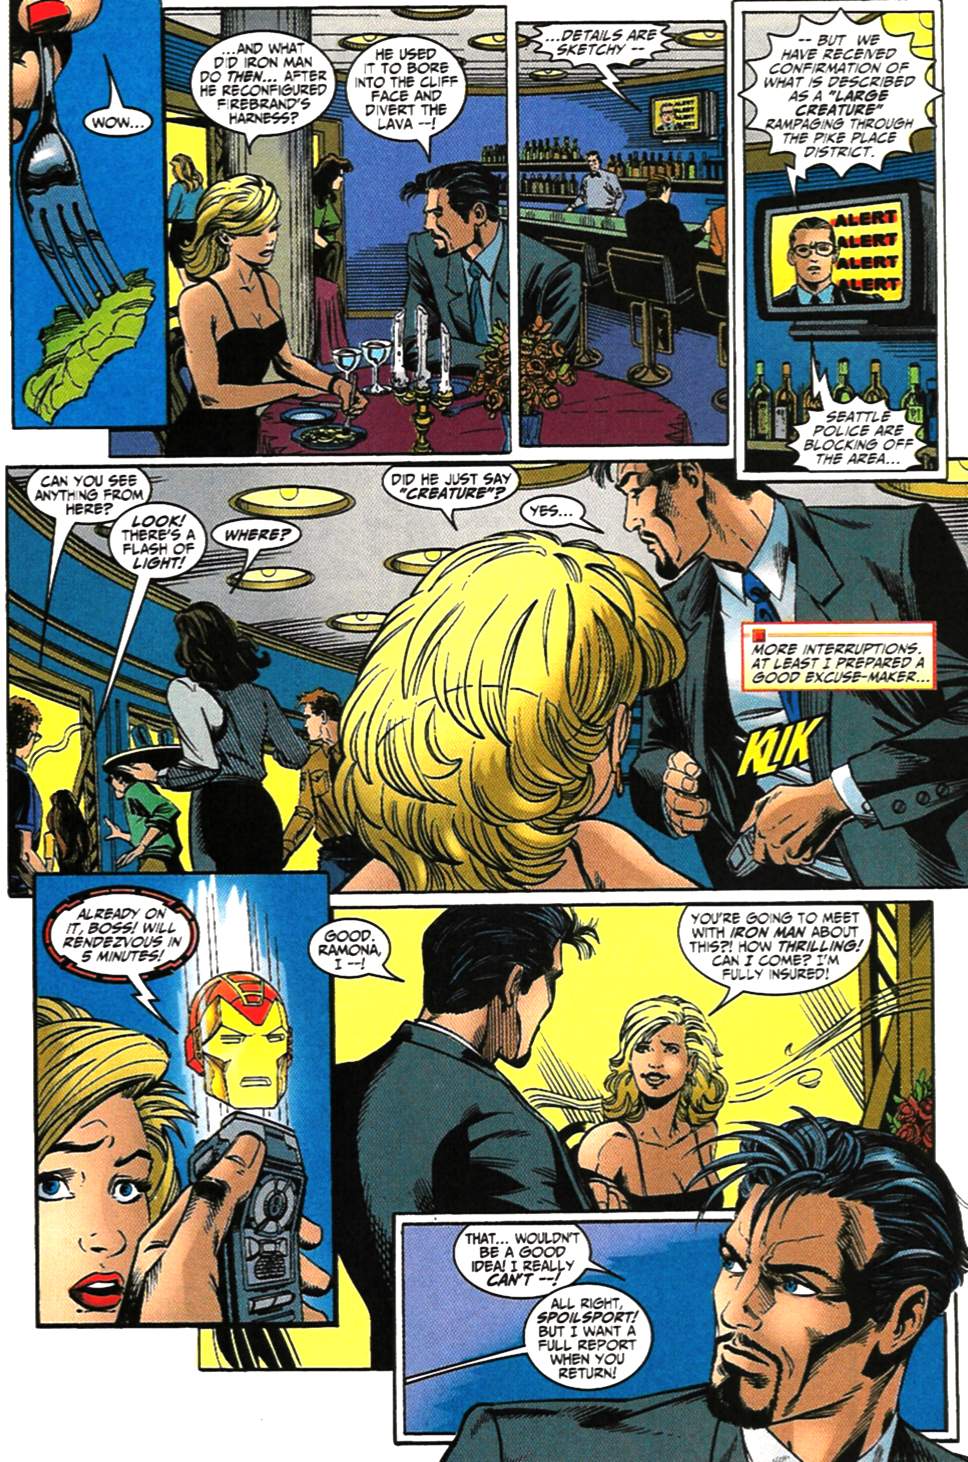 WOW...
...AND WHAT
DID IRON MAN
DO THEN... AFTER
HE RECONFIGURED
FIREBRAND'S
HARNESS?
HE USED
IT TO BORE
INTO THE CLIFF
FACE AND
DIVERT THE
LAVA --!
...DETAILS ARE
SKETCHY --
-- BUT WE
HAVE RECEIVED
CONFIRMATION OF
WHAT IS DESCRIBED
AS A "LARGE
CREATURE"
RAMPAGING THROUGH
THE PIKE PLACE
DISTRICT.
ALERT
ALERT
ALERT
ALERT
SEATTLE
POLICE ARE
BLOCKING OFF
THE AREA...
CAN YOU SEE
ANYTHING FROM
HERE?
LOOK!
THERE'S A
FLASH OF
LIGHT!
WHERE?
DID HE JUST SAY
"CREATURE"?
YES...
MORE INTERRUPTIONS.
AT LEAST I PREPARED A
GOOD EXCUSE-MAKER...
KLIK
ALREADY ON
IT, BOSS! WILL
RENDEZVOUS IN
5 MINUTES!
GOOD.
RAMONA,
I --!
YOU'RE GOING TO MEET
WITH IRON MAN ABOUT
THIS?! HOW THRILLING!
CAN I COME? I'M
FULLY INSURED!
THAT... WOULDN'T
BE A GOOD
IDEA! I REALLY
CAN'T --!
ALL RIGHT,
SPOILSPORT!
BUT I WANT A
FULL REPORT
WHEN YOU
RETURN!